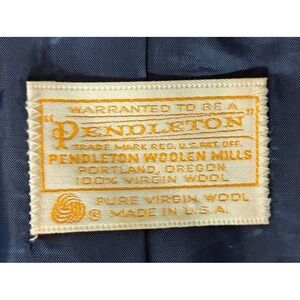 WARRANTED TO BE A
"PENDLETON"
TRADE MARK REG. U.S. PAT. OFF.
PENDLETON WOOLEN MILLS
PORTLAND, OREGON
100% VIRGIN WOOL
PURE VIRGIN WOOL
® MADE IN U.S.A.